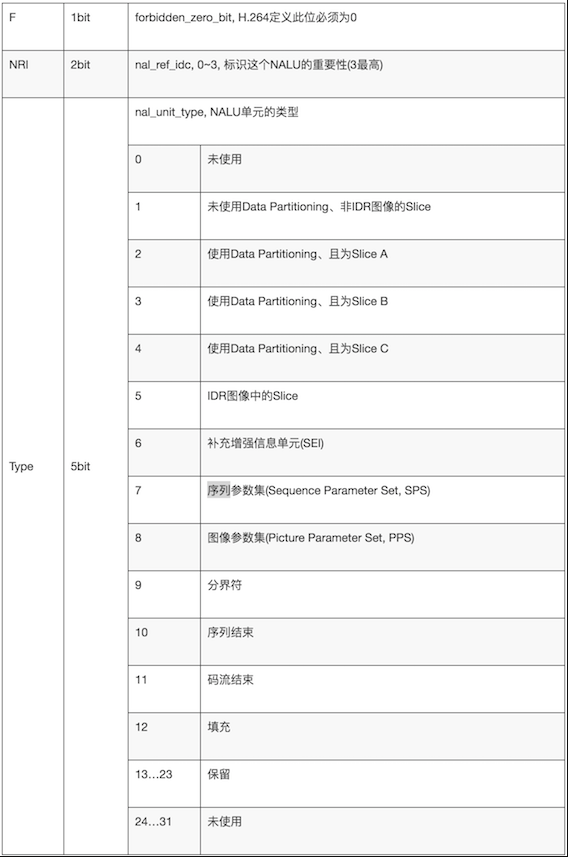 F 1bit forbidden_zero_bit, H.264定义此位必须为0
NRI 2bit nal_ref_idc, 0~3, 标识这个NALU的重要性(3最高)
nal_unit_type, NALU单元的类型
0 未使用
1 未使用Data Partitioning、非IDR图像的Slice
2 使用Data Partitioning、且为Slice A
3 使用Data Partitioning、且为Slice B
4 使用Data Partitioning、且为Slice C
5 IDR图像中的Slice
6 补充增强信息单元(SEI)
Type 5bit
7 序列参数集(Sequence Parameter Set, SPS)
8 图像参数集(Picture Parameter Set, PPS)
9 分界符
10 序列结束
11 码流结束
12 填充
13…23 保留
24…31 未使用